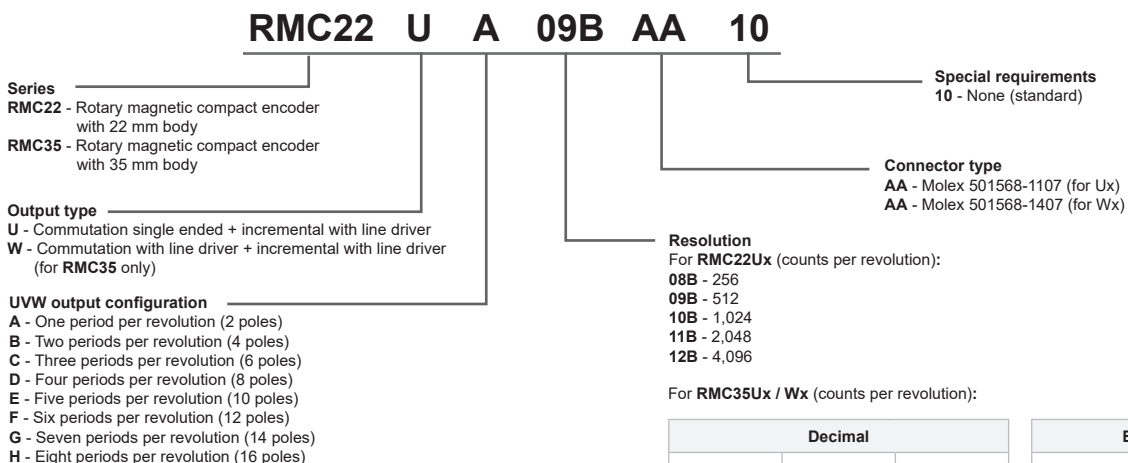 RMC22 U A 09B AA 10
Series
RMC22 - Rotary magnetic compact encoder
with 22 mm body
RMC35 - Rotary magnetic compact encoder
with 35 mm body
Output type
U - Commutation single ended + incremental with line driver
W - Commutation with line driver + incremental with line driver
(for RMC35 only)
UVW output configuration
A - One period per revolution (2 poles)
B - Two periods per revolution (4 poles)
C - Three periods per revolution (6 poles)
D - Four periods per revolution (8 poles)
E - Five periods per revolution (10 poles)
F - Six periods per revolution (12 poles)
G - Seven periods per revolution (14 poles)
H - Eight periods per revolution (16 poles)
Special requirements
10 - None (standard)
Connector type
AA - Molex 501568-1107 (for Ux)
AA - Molex 501568-1407 (for Wx)
Resolution
For RMC22Ux (counts per revolution):
08B - 256
09B - 512
10B - 1,024
11B - 2,048
12B - 4,096
For RMC35Ux / Wx (counts per revolution):
Decimal